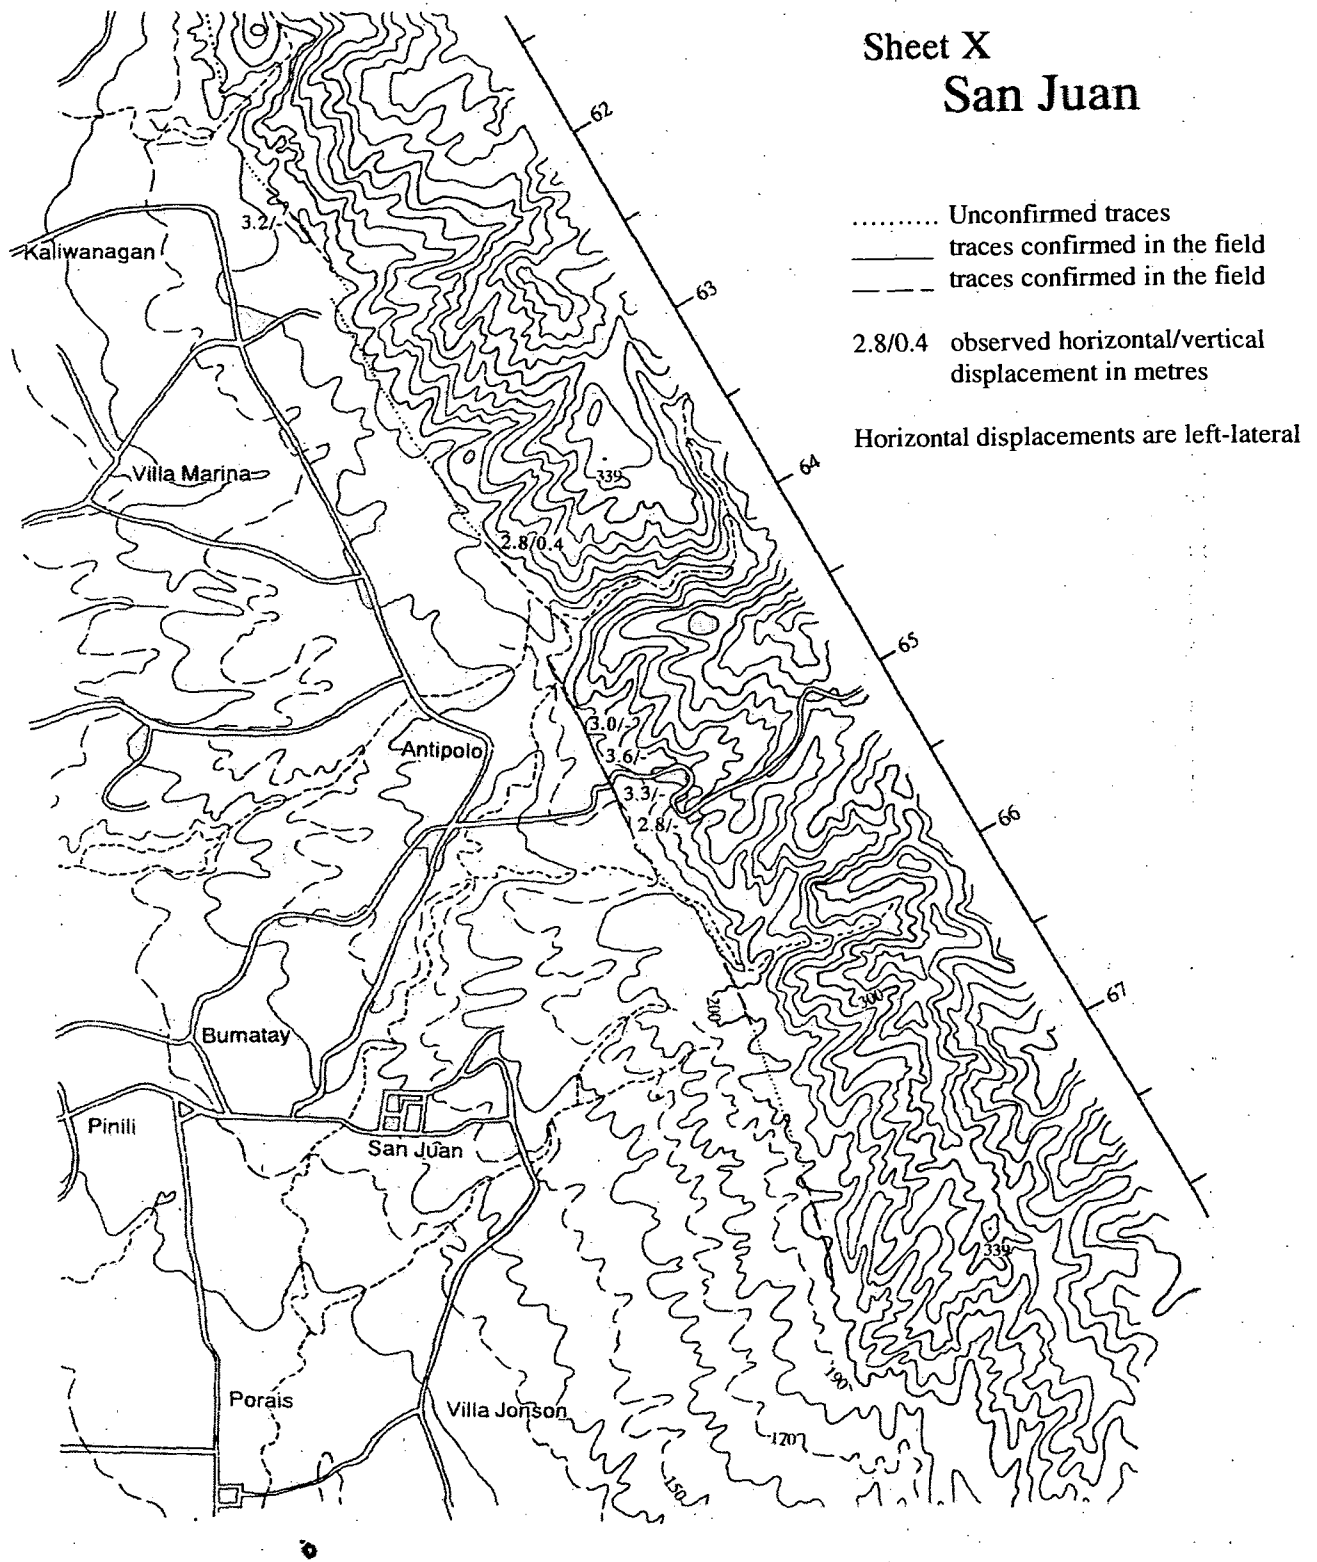 Sheet X
San Juan
62
.......... Unconfirmed traces
3.2/-
traces confirmed in the field
Kaliwanagan
traces confirmed in the field
63
2.8/0.4 observed horizontal/vertical
displacement in metres
Horizontal displacements are left-lateral
64
Villa Marina
339
2.8/0.4
65
3.0/-
Antipolo
3.6/-
3.3/-
66
2.8/-
67
300
200
Bumatay
Pinili
San Juan
339
190
Porais
Villa Jonson
170
150